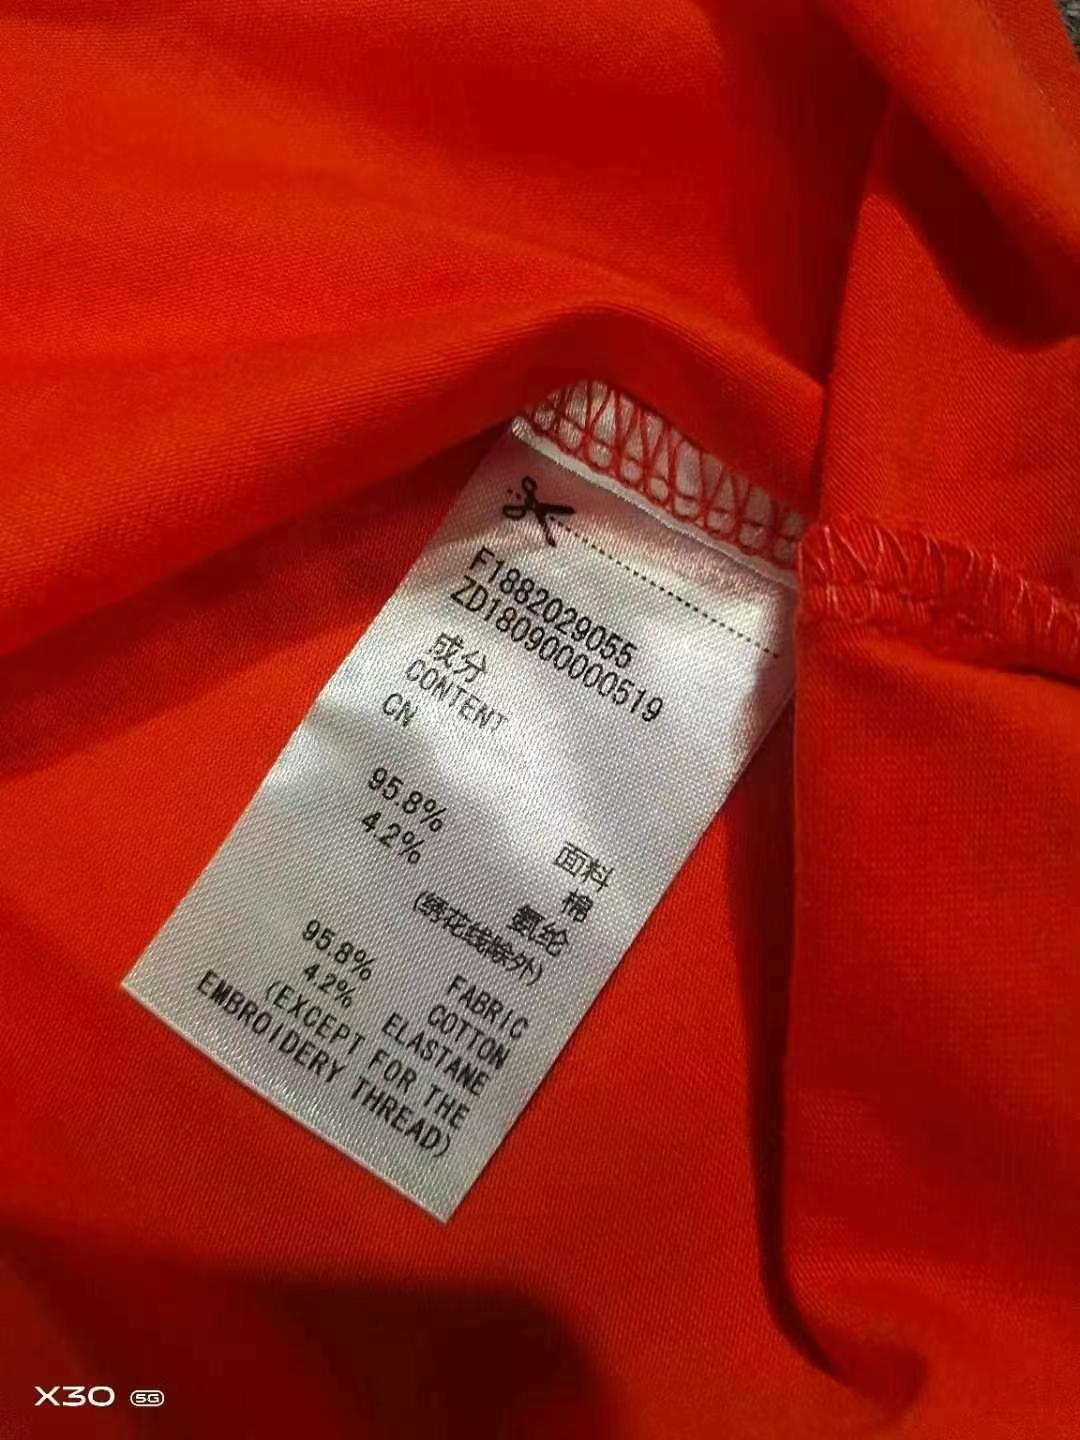 F1882029055
ZD180900000519
成分
CONTENT
CN
面料
95.8% 棉
4.2% 氨纶
(绣花线除外)
FABRIC
95.8% COTTON
4.2% ELASTANE
(EXCEPT FOR THE
EMBROIDERY THREAD)
X30 5G